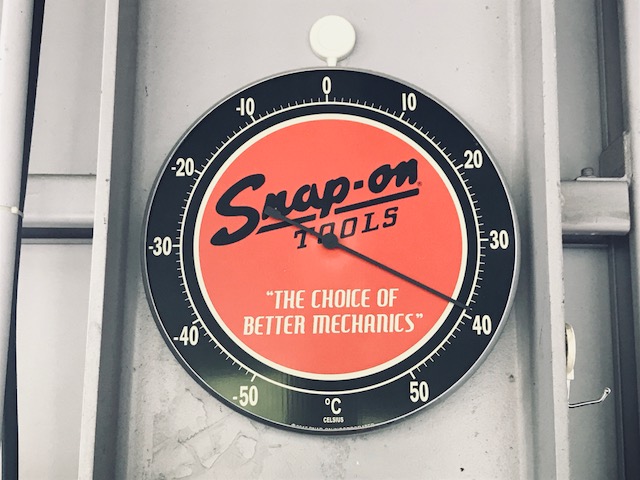 0
-10
10
-20
20
-30
30
-40
40
-50
50
Snap-on®
TOOLS
"THE CHOICE OF
BETTER MECHANICS"
°C
CELSIUS